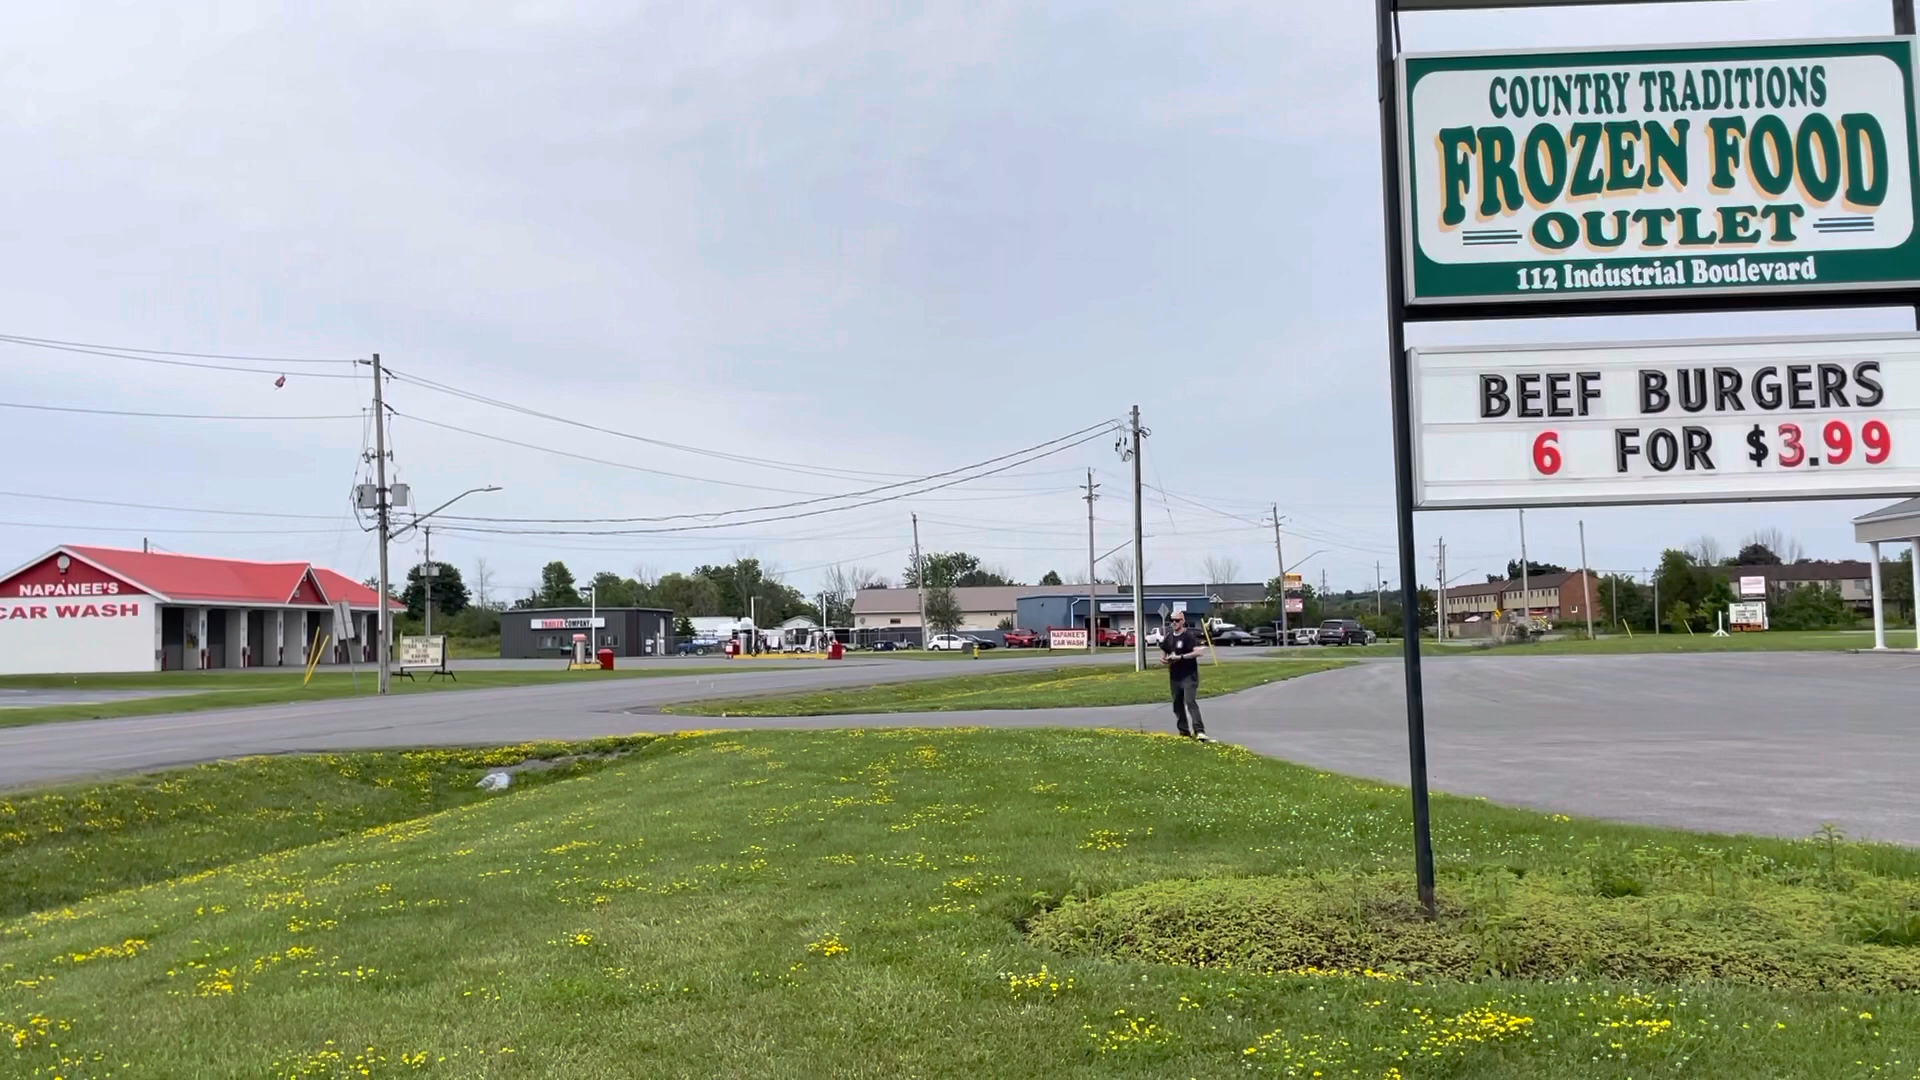 COUNTRY TRADITIONS
FROZEN FOOD
OUTLET
112 Industrial Boulevard
BEEF BURGERS
6 FOR $3.99
NAPANEE'S
CAR WASH
TRAILER COMPANY
NAPANEE'S
CAR WASH